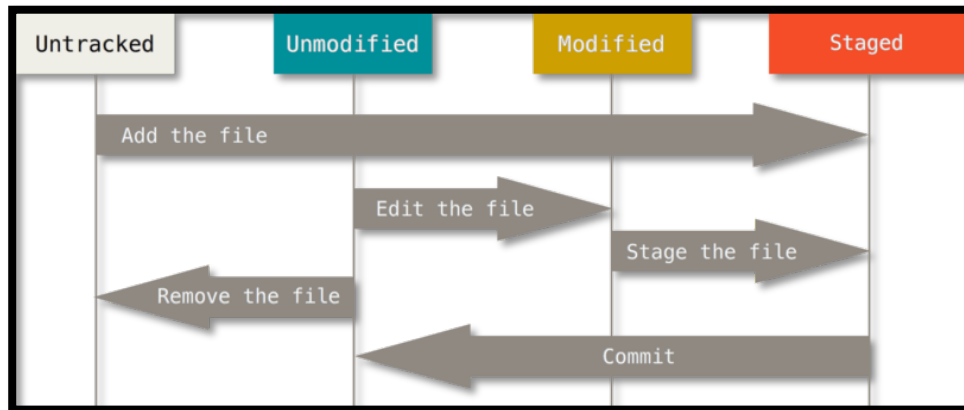 Untracked
Unmodified
Modified
Staged
Add the file
Edit the file
Stage the file
Remove the file
Commit